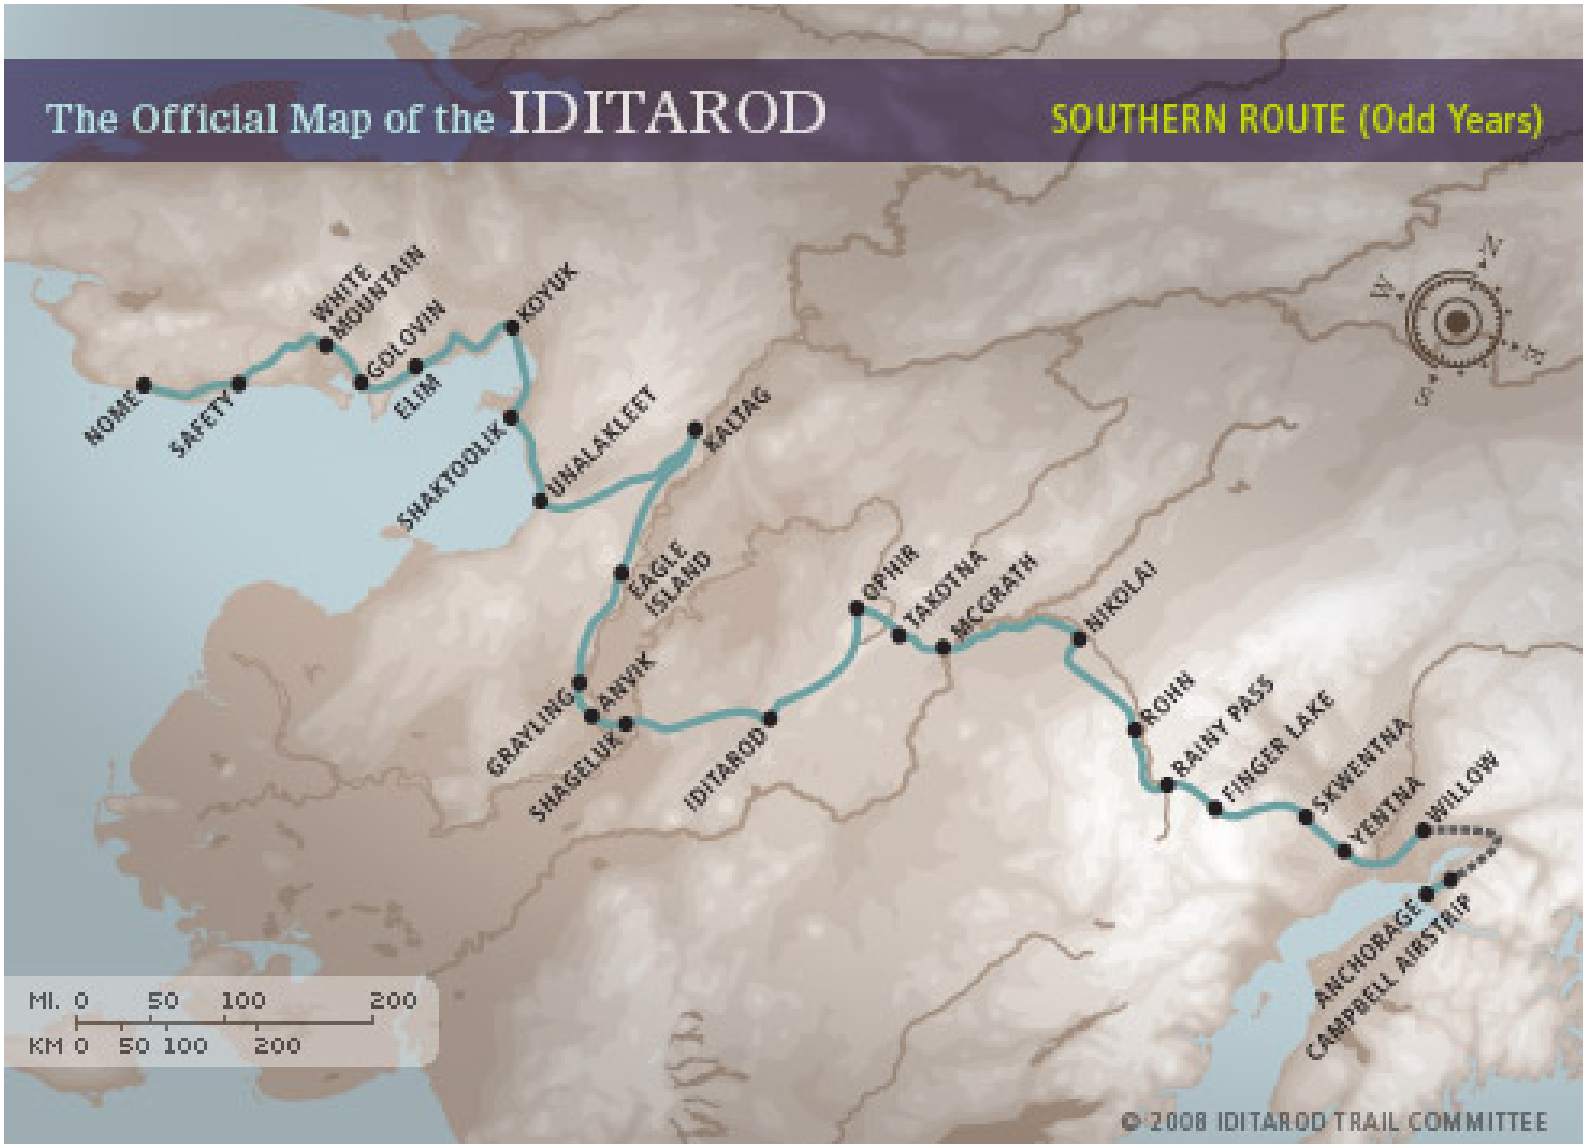 The Official Map of the IDITAROD
SOUTHERN ROUTE (Odd Years)
N
W
E
S
WHITE
MOUNTAIN
KOYUK
GOLOVIN
ELIM
NOME
SAFETY
SHAKTOOLIK
UNALAKLEET
KALTAG
EAGLE
ISLAND
OPHIR
TAKOTNA
MCGRATH
NIKOLAI
GRAYLING
ANVIK
SHAGELUK
IDITAROD
ROHN
RAINY PASS
FINGER LAKE
SKWENTNA
YENTNA
WILLOW
ANCHORAGE
CAMPBELL AIRSTRIP
MI. 0 50 100 200
KM 0 50 100 200
© 2008 IDITAROD TRAIL COMMITTEE